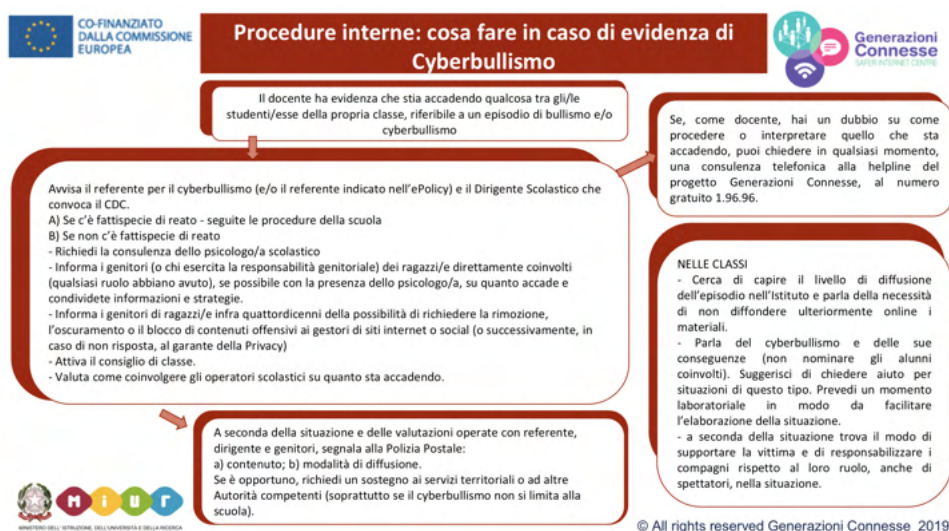 CO-FINANZIATO
DALLA COMMISSIONE
EUROPEA
Procedure interne: cosa fare in caso di evidenza di
Cyberbullismo
Generazioni
Connesse
SAFER INTERNET CENTRE
Il docente ha evidenza che stia accadendo qualcosa tra gli/le
studenti/esse della propria classe, riferibile a un episodio di bullismo e/o
cyberbullismo
Se, come docente, hai un dubbio su come
procedere o interpretare quello che sta
accadendo, puoi chiedere in qualsiasi momento,
una consulenza telefonica alla helpline del
progetto Generazioni Connesse, al numero
gratuito 1.96.96.
Avvisa il referente per il cyberbullismo (e/o il referente indicato nell'ePolicy) e il Dirigente Scolastico che
convoca il CDC.
A) Se c'è fattispecie di reato - seguite le procedure della scuola
B) Se non c'è fattispecie di reato
- Richiedi la consulenza dello psicologo/a scolastico
- Informa i genitori (o chi esercita la responsabilità genitoriale) dei ragazzi/e direttamente coinvolti
(qualsiasi ruolo abbiano avuto), se possibile con la presenza dello psicologo/a, su quanto accade e
condividete informazioni e strategie.
- Informa i genitori di ragazzi/e infra quattordicenni della possibilità di richiedere la rimozione,
l'oscuramento o il blocco di contenuti offensivi ai gestori di siti internet o social (o successivamente, in
caso di non risposta, al garante della Privacy)
- Attiva il consiglio di classe.
- Valuta come coinvolgere gli operatori scolastici su quanto sta accadendo.
NELLE CLASSI
- Cerca di capire il livello di diffusione
dell'episodio nell'Istituto e parla della necessità
di non diffondere ulteriormente online i
materiali.
- Parla del cyberbullismo e delle sue
conseguenze (non nominare gli alunni
coinvolti). Suggerisci di chiedere aiuto per
situazioni di questo tipo. Prevedi un momento
laboratoriale in modo da facilitare
l'elaborazione della situazione.
- a seconda della situazione trova il modo di
supportare la vittima e di responsabilizzare i
compagni rispetto al loro ruolo, anche di
spettatori, nella situazione.
A seconda della situazione e delle valutazioni operate con referente,
dirigente e genitori, segnala alla Polizia Postale:
a) contenuto; b) modalità di diffusione.
Se è opportuno, richiedi un sostegno ai servizi territoriali o ad altre
Autorità competenti (soprattutto se il cyberbullismo non si limita alla
scuola).
miur
MINISTERO DELL'ISTRUZIONE, DELL'UNIVERSITÀ E DELLA RICERCA
© All rights reserved Generazioni Connesse 2019